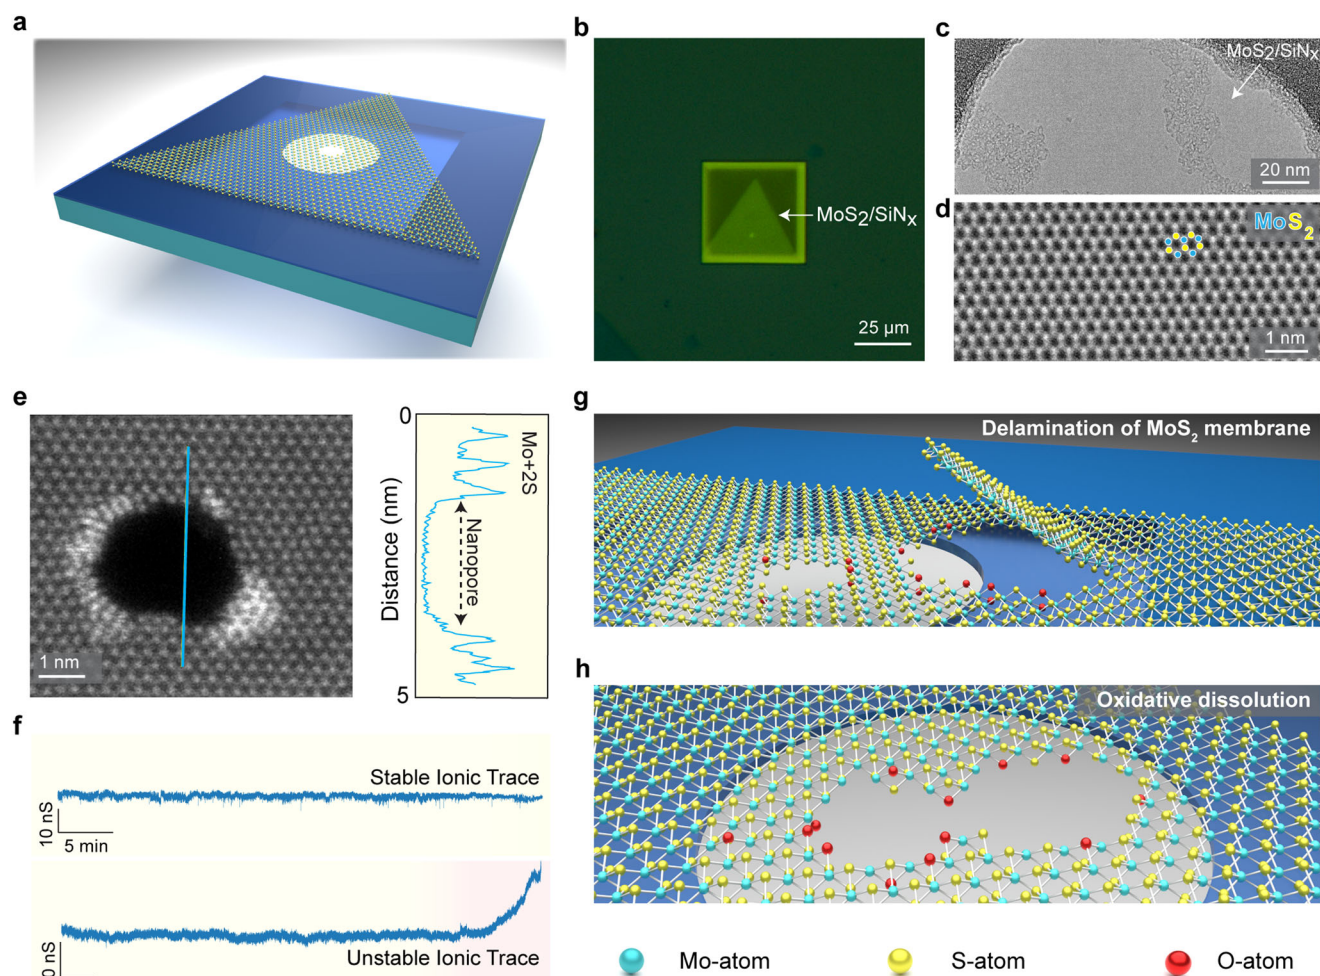 a
b
c
MoS2/SiNx
20 nm
d
MoS2
1 nm
MoS2/SiNx
25 µm
e
1 nm
0
Distance (nm)
5
Mo+2S
Nanopore
f
Stable Ionic Trace
10 nS
5 min
Unstable Ionic Trace
0 nS
g
Delamination of MoS2 membrane
h
Oxidative dissolution
Mo-atom
S-atom
O-atom